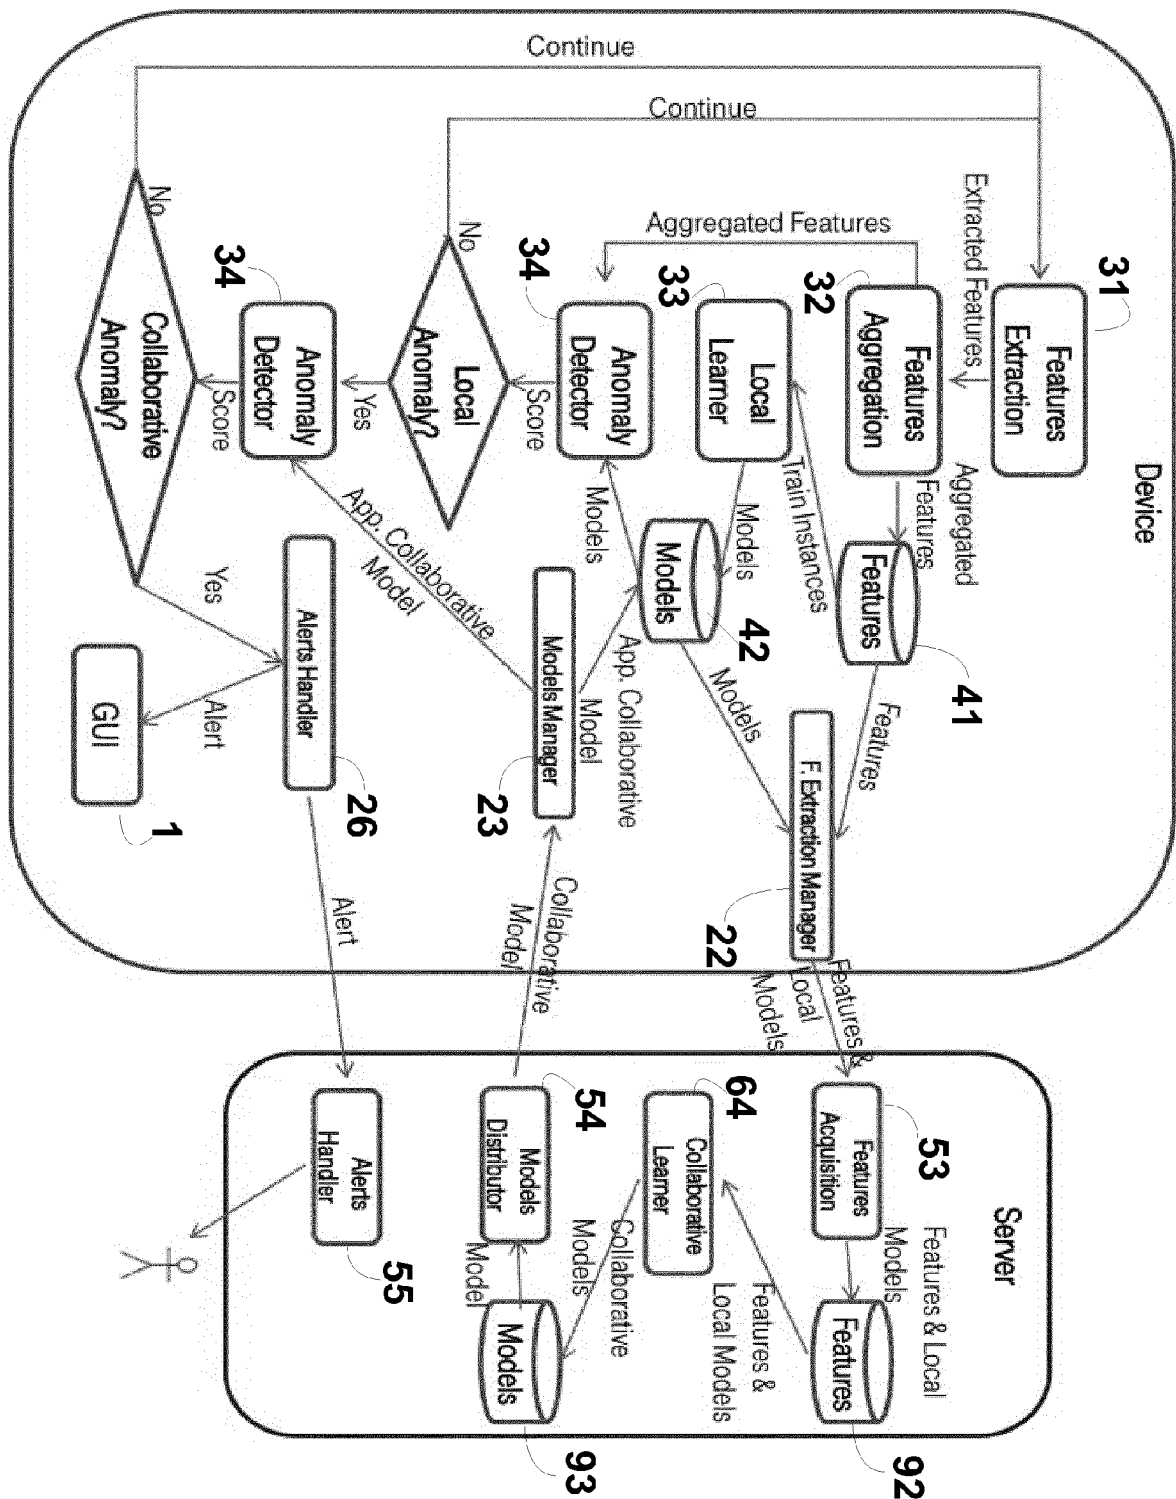 Device
Features
Extraction
31
Extracted Features
Continue
Continue
Features
Aggregation
32
Aggregated
Features
Features
41
Aggregated Features
Train Instances
Features
Local
Learner
33
Models
Models
42
Models
Models
F. Extraction Manager
22
Features &
Local
Models
Anomaly
Detector
34
Score
App. Collaborative
Model
Models Manager
23
App. Collaborative
Model
Collaborative
Model
Local
Anomaly?
No
Yes
Anomaly
Detector
34
Score
Collaborative
Anomaly?
No
Yes
Alerts Handler
26
Alert
Alert
GUI
1
Server
Features
Acquisition
53
Features & Local
Models
Features
92
Features &
Local Models
Collaborative
Learner
64
Collaborative
Models
Models
Distributor
54
Model
Models
93
Alerts
Handler
55